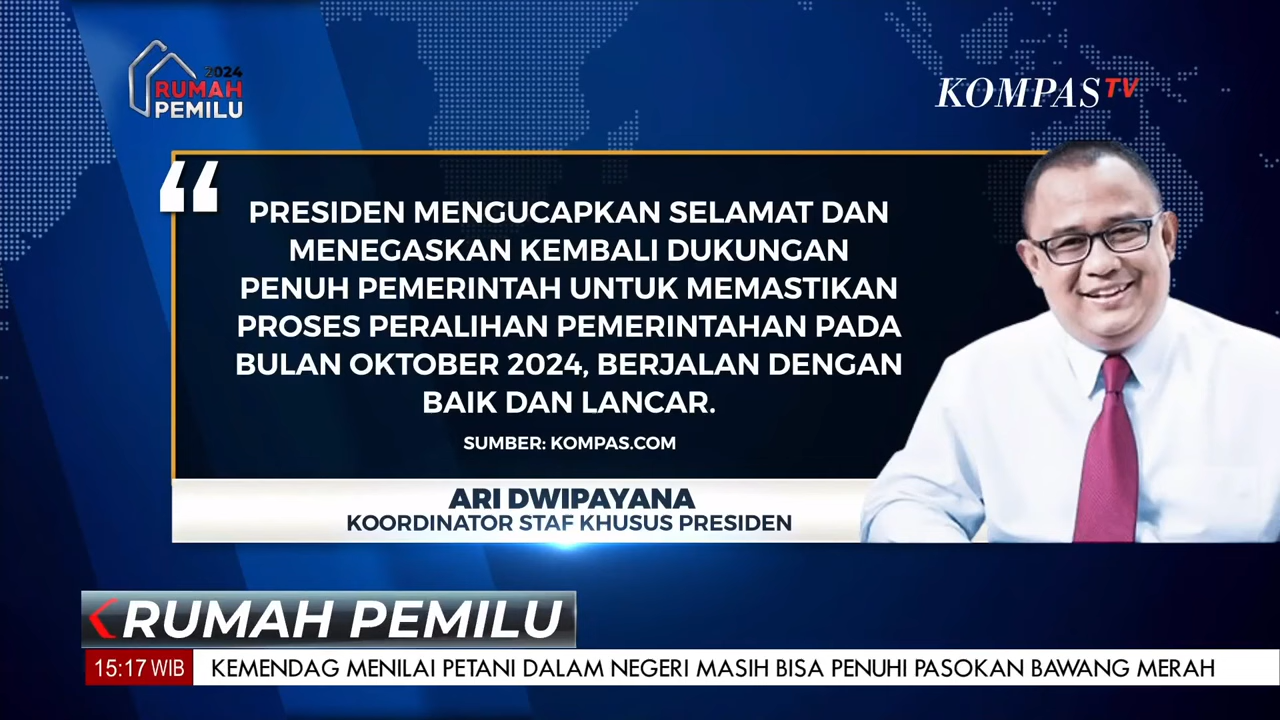 2024
RUMAH
PEMILU
KOMPAS TV
“
PRESIDEN MENGUCAPKAN SELAMAT DAN
MENEGASKAN KEMBALI DUKUNGAN
PENUH PEMERINTAH UNTUK MEMASTIKAN
PROSES PERALIHAN PEMERINTAHAN PADA
BULAN OKTOBER 2024, BERJALAN DENGAN
BAIK DAN LANCAR.
SUMBER: KOMPAS.COM
ARI DWIPAYANA
KOORDINATOR STAF KHUSUS PRESIDEN
RUMAH PEMILU
15:17 WIB KEMENDAG MENILAI PETANI DALAM NEGERI MASIH BISA PENUHI PASOKAN BAWANG MERAH